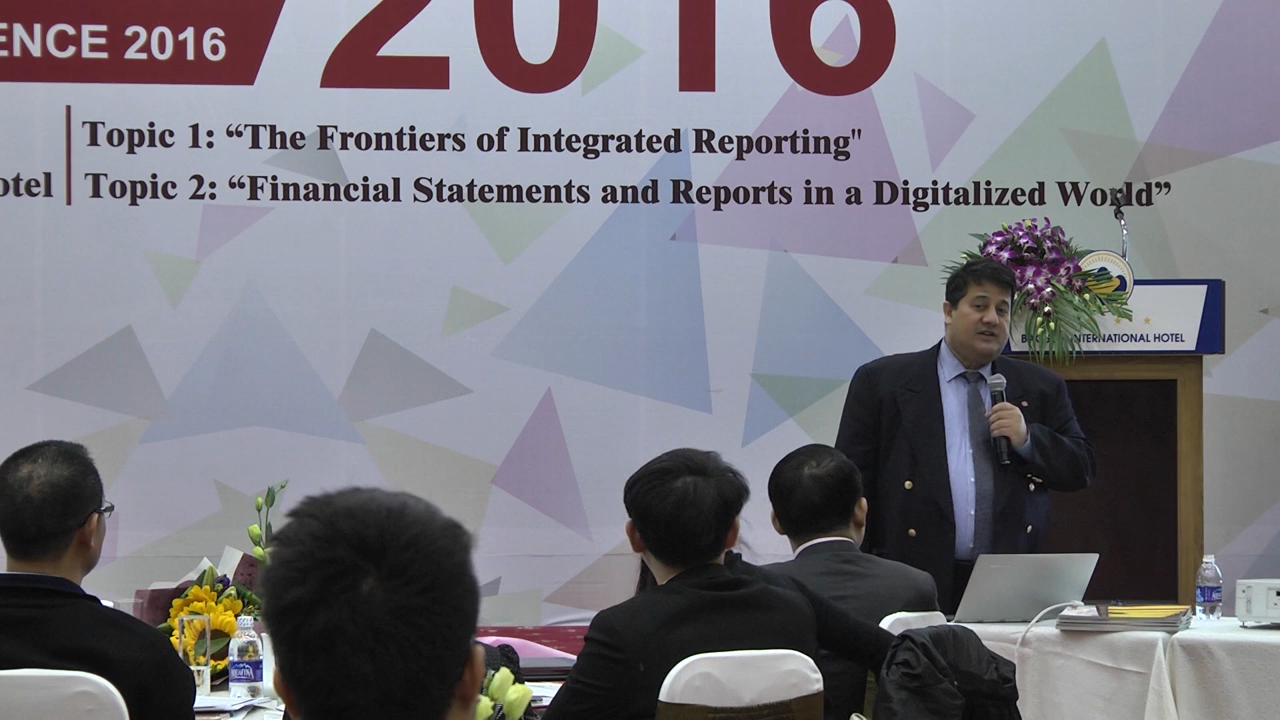 ENCE 2016
2016
Topic 1: “The Frontiers of Integrated Reporting"
otel
Topic 2: “Financial Statements and Reports in a Digitalized World”
INTERNATIONAL HOTEL